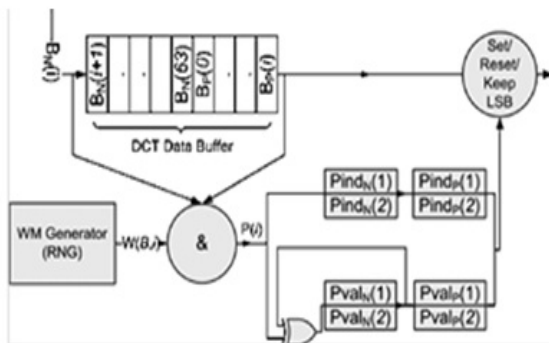 B_N(i)
B_N(i+1)
.
.
B_N(63)
B_P(0)
.
.
B_P(i)
DCT Data Buffer
Set/
Reset/
Keep
LSB
WM Generator
(RNG)
W(B,i)
&
P(i)
Pind_N(1)
Pind_P(1)
Pind_N(2)
Pind_P(2)
Pval_N(1)
Pval_P(1)
Pval_N(2)
Pval_P(2)